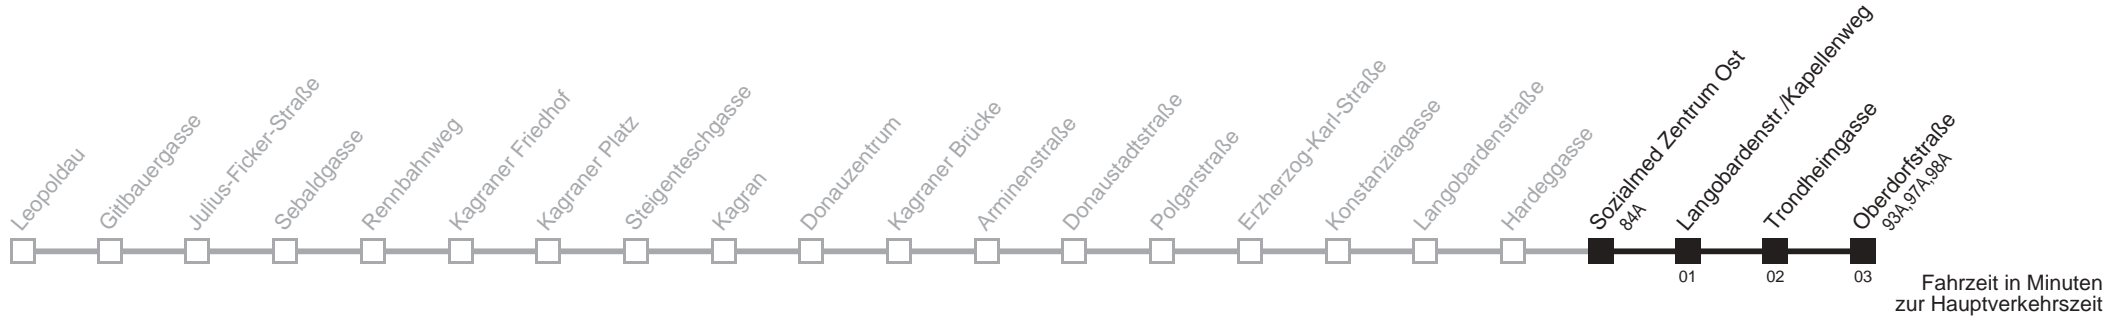 Leopoldau
Gitlbauergasse
Julius-Ficker-Straße
Sebaldgasse
Rennbahnweg
Kagraner Friedhof
Kagraner Platz
Steigenteschgasse
Kagran
Donauzentrum
Kagraner Brücke
Arminenstraße
Donaustadtstraße
Polgarstraße
Erzherzog-Karl-Straße
Konstanziagasse
Langobardenstraße
Hardeggasse
Sozialmed Zentrum Ost
84A
Langobardenstr./Kapellenweg
Trondheimgasse
Oberdorfstraße
93A,97A,98A
01
02
03
Fahrzeit in Minuten
zur Hauptverkehrszeit